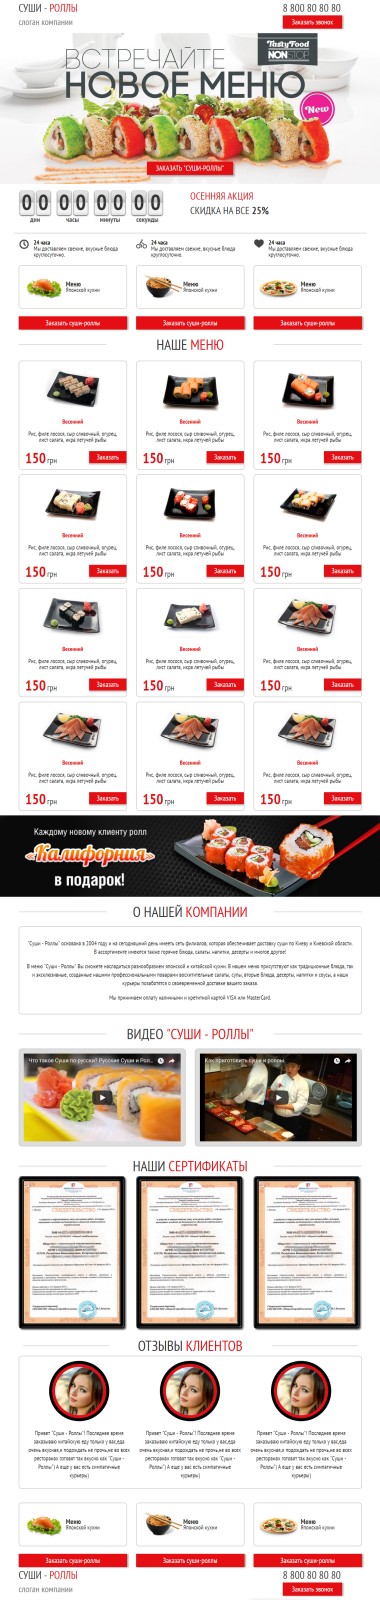 СУШИ - РОЛЛЫ
8 800 80 80 80
слоган компании
Заказать звонок
TastyFood
NONSTOP
ВСТРЕЧАЙТЕ
НОВОЕ МЕНЮ
New
ЗАКАЗАТЬ "СУШИ-РОЛЛЫ"
00 00 00 00
дни часы минуты секунды
ОСЕННЯЯ АКЦИЯ
СКИДКА НА ВСЕ 25%
24 часа
Мы доставляем свежие, вкусные блюда
круглосуточно.
24 часа
Мы доставляем свежие, вкусные блюда
круглосуточно.
24 часа
Мы доставляем свежие, вкусные блюда
круглосуточно.
Меню
Японской кухни
Меню
Японской кухни
Меню
Японской кухни
Заказать суши-роллы
Заказать суши-роллы
Заказать суши-роллы
НАШЕ МЕНЮ
Весенний
Рис, филе лосося, сыр сливочный, огурец,
лист салата, икра летучей рыбы
150 грн
Заказать
Весенний
Рис, филе лосося, сыр сливочный, огурец,
лист салата, икра летучей рыбы
150 грн
Заказать
Весенний
Рис, филе лосося, сыр сливочный, огурец,
лист салата, икра летучей рыбы
150 грн
Заказать
Весенний
Рис, филе лосося, сыр сливочный, огурец,
лист салата, икра летучей рыбы
150 грн
Заказать
Весенний
Рис, филе лосося, сыр сливочный, огурец,
лист салата, икра летучей рыбы
150 грн
Заказать
Весенний
Рис, филе лосося, сыр сливочный, огурец,
лист салата, икра летучей рыбы
150 грн
Заказать
Весенний
Рис, филе лосося, сыр сливочный, огурец,
лист салата, икра летучей рыбы
150 грн
Заказать
Весенний
Рис, филе лосося, сыр сливочный, огурец,
лист салата, икра летучей рыбы
150 грн
Заказать
Весенний
Рис, филе лосося, сыр сливочный, огурец,
лист салата, икра летучей рыбы
150 грн
Заказать
Весенний
Рис, филе лосося, сыр сливочный, огурец,
лист салата, икра летучей рыбы
150 грн
Заказать
Весенний
Рис, филе лосося, сыр сливочный, огурец,
лист салата, икра летучей рыбы
150 грн
Заказать
Весенний
Рис, филе лосося, сыр сливочный, огурец,
лист салата, икра летучей рыбы
150 грн
Заказать
Каждому новому клиенту ролл
«Калифорния»
в подарок!
О НАШЕЙ КОМПАНИИ
"Суши - Роллы" основана в 2004 году и на сегодняшний день имеет сеть филиалов, которая обеспечивает доставку суши по Киеву и Киевской области.
В ассортименте имеются также горячие блюда, салаты, напитки, десерты и многое другое!
В меню "Суши - Роллы" Вы сможете насладиться разнообразием японской и китайской кухни. В нашем меню присутствуют как традиционные блюда, так
и эксклюзивные, созданные нашими профессиональными поварами восхитительные салаты, супы, вторые блюда, десерты, напитки и соусы, а наши
курьеры позаботятся о своевременной доставке вашего заказа.
Мы принимаем оплату наличными и кредитной картой VISA или MasterCard.
ВИДЕО "СУШИ - РОЛЛЫ"
Что такое Суши по-русски? Русские Суши и Рол...
Как приготовить суши и роллы.
НАШИ СЕРТИФИКАТЫ
СВИДЕТЕЛЬСТВО
СВИДЕТЕЛЬСТВО
СВИДЕТЕЛЬСТВО
ОТЗЫВЫ КЛИЕНТОВ
Привет "Суши - Роллы"! Последнее время
заказываю китайскую еду только у вас,еда
очень вкусная,и подождать не проч,не во всех
ресторанах готовят так вкусно как "Суши -
Роллы") А еще у вас есть симпатичные
курьеры)
Привет "Суши - Роллы"! Последнее время
заказываю китайскую еду только у вас,еда
очень вкусная,и подождать не проч,не во всех
ресторанах готовят так вкусно как "Суши -
Роллы") А еще у вас есть симпатичные
курьеры)
Привет "Суши - Роллы"! Последнее время
заказываю китайскую еду только у вас,еда
очень вкусная,и подождать не проч,не во всех
ресторанах готовят так вкусно как "Суши -
Роллы") А еще у вас есть симпатичные
курьеры)
Меню
Японской кухни
Меню
Японской кухни
Меню
Японской кухни
Заказать суши-роллы
Заказать суши-роллы
Заказать суши-роллы
СУШИ - РОЛЛЫ
8 800 80 80 80
слоган компании
Заказать звонок